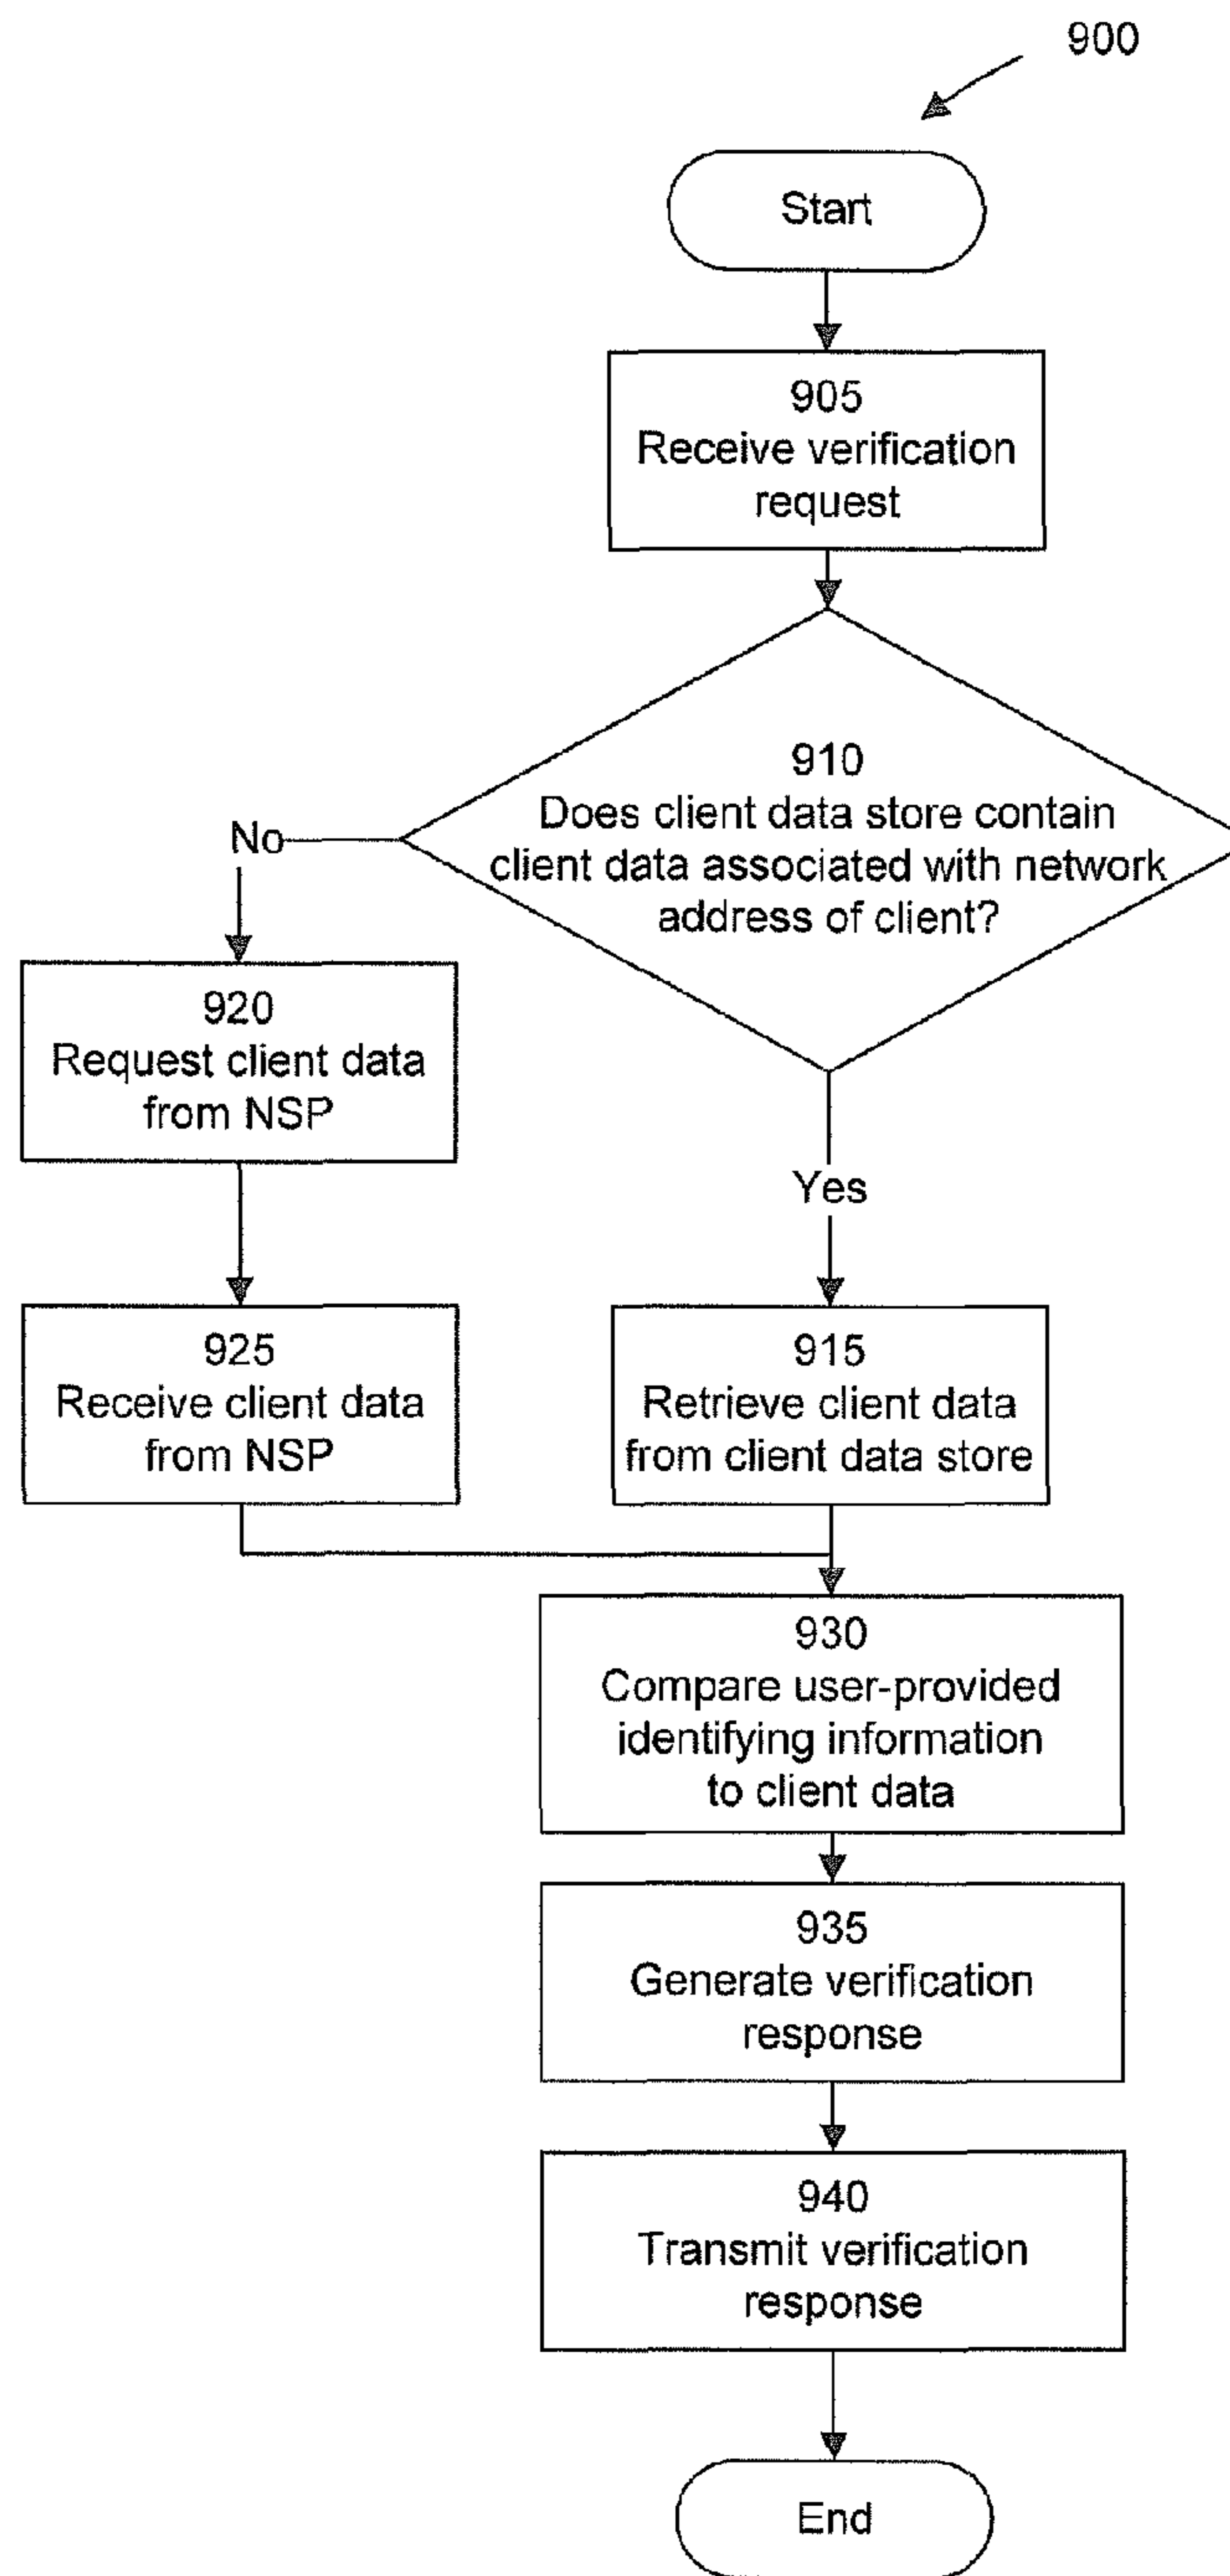 900
Start
905
Receive verification
request
910
Does client data store contain
client data associated with network
address of client?
No
920
Request client data
from NSP
Yes
925
Receive client data
from NSP
915
Retrieve client data
from client data store
930
Compare user-provided
identifying information
to client data
935
Generate verification
response
940
Transmit verification
response
End